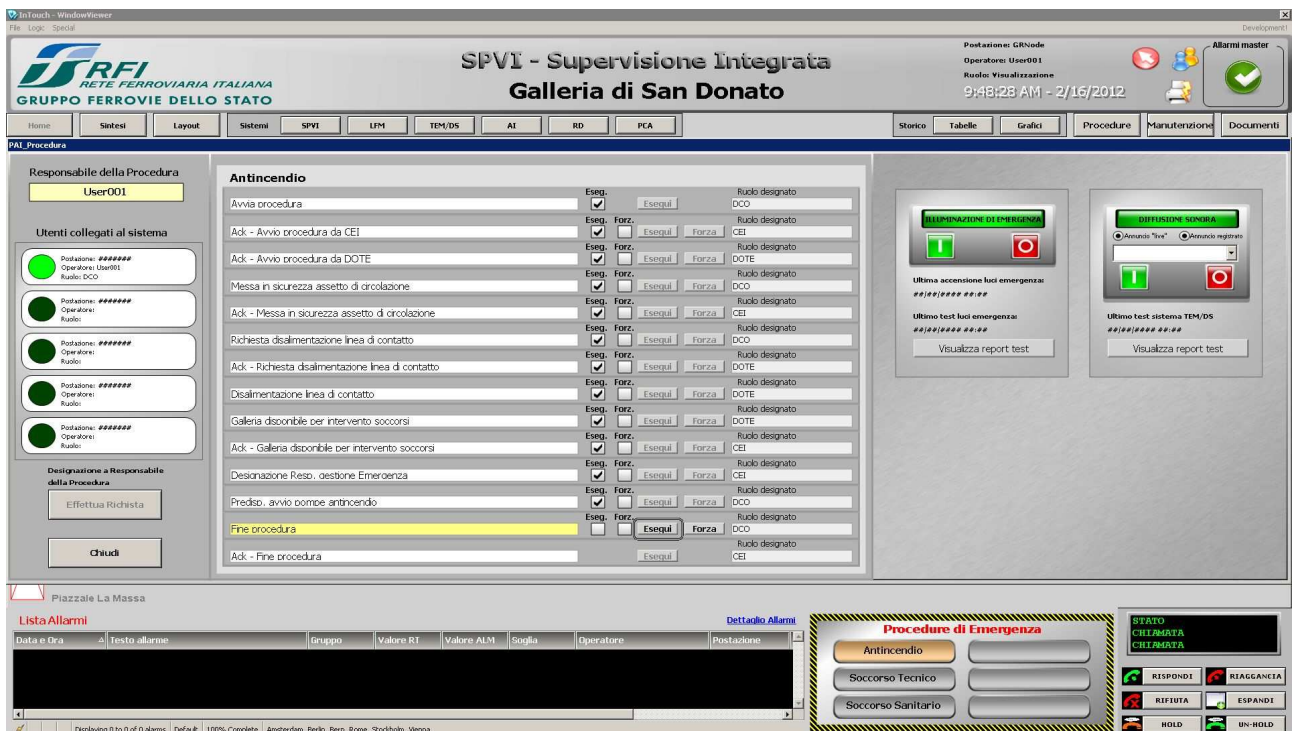 InTouch - WindowViewer
File Logic Special
Development!
RFI
RETE FERROVIARIA ITALIANA
GRUPPO FERROVIE DELLO STATO
SPVI - Supervisione Integrata
Galleria di San Donato
Postazione: GRNode
Operatore: User001
Ruolo: Visualizzazione
9:48:28 AM - 2/16/2012
Allarmi master
Home Sintesi Layout Sistemi SPVI LFM TEM/DS AI RD PCA Storico Tabelle Grafici Procedure Manutenzione Documenti
PAI_Procedura
Responsabile della Procedura
User001
Utenti collegati al sistema
Postazione: #######
Operatore: User001
Ruolo: DCO
Postazione: #######
Operatore:
Ruolo:
Postazione: #######
Operatore:
Ruolo:
Postazione: #######
Operatore:
Ruolo:
Postazione: #######
Operatore:
Ruolo:
Designazione a Responsabile
della Procedura
Effettua Richista
Chiudi
Antincendio
Eseg. Ruolo designato
Avvia procedura Esegui DCO
Eseg. Forz. Ruolo designato
Ack - Avvio procedura da CEI Esegui Forza CEI
Eseg. Forz. Ruolo designato
Ack - Avvio procedura da DOTE Esegui Forza DOTE
Eseg. Forz. Ruolo designato
Messa in sicurezza assetto di circolazione Esegui Forza DCO
Eseg. Forz. Ruolo designato
Ack - Messa in sicurezza assetto di circolazione Esegui Forza CEI
Eseg. Forz. Ruolo designato
Richiesta disalimentazione linea di contatto Esegui Forza DCO
Eseg. Forz. Ruolo designato
Ack - Richiesta disalimentazione linea di contatto Esegui Forza DOTE
Eseg. Forz. Ruolo designato
Disalimentazione linea di contatto Esegui Forza DOTE
Eseg. Forz. Ruolo designato
Galleria disponibile per intervento soccorsi Esegui Forza DOTE
Eseg. Forz. Ruolo designato
Ack - Galleria disponibile per intervento soccorsi Esegui Forza CEI
Eseg. Forz. Ruolo designato
Designazione Resp. gestione Emergenza Esegui Forza CEI
Eseg. Forz. Ruolo designato
Predisp. avvio pompe antincendio Esegui Forza DCO
Eseg. Forz. Ruolo designato
Fine procedura Esegui Forza DCO
Ruolo designato
Ack - Fine procedura Esegui CEI
ILLUMINAZIONE DI EMERGENZA
Ultima accensione luci emergenza:
##/##/#### ##:##
Ultimo test luci emergenza:
##/##/#### ##:##
Visualizza report test
DIFFUSIONE SONORA
Annuncio "live" Annuncio registrato
Ultimo test sistema TEM/DS
##/##/#### ##:##
Visualizza report test
Piazzale La Massa
Lista Allarmi Dettaglio Allarmi
Data e Ora Testo allarme Gruppo Valore RT Valore ALM Soglia Operatore Postazione
Displaying 0 to 0 of 0 alarms Default 100% Complete Amsterdam, Berlin, Bern, Rome, Stockholm, Vienna
Procedure di Emergenza
Antincendio
Soccorso Tecnico
Soccorso Sanitario
STATO
CHIAMATA
CHIAMATA
RISPONDI RIAGGANCIA
RIFIUTA ESPANDI
HOLD UN-HOLD